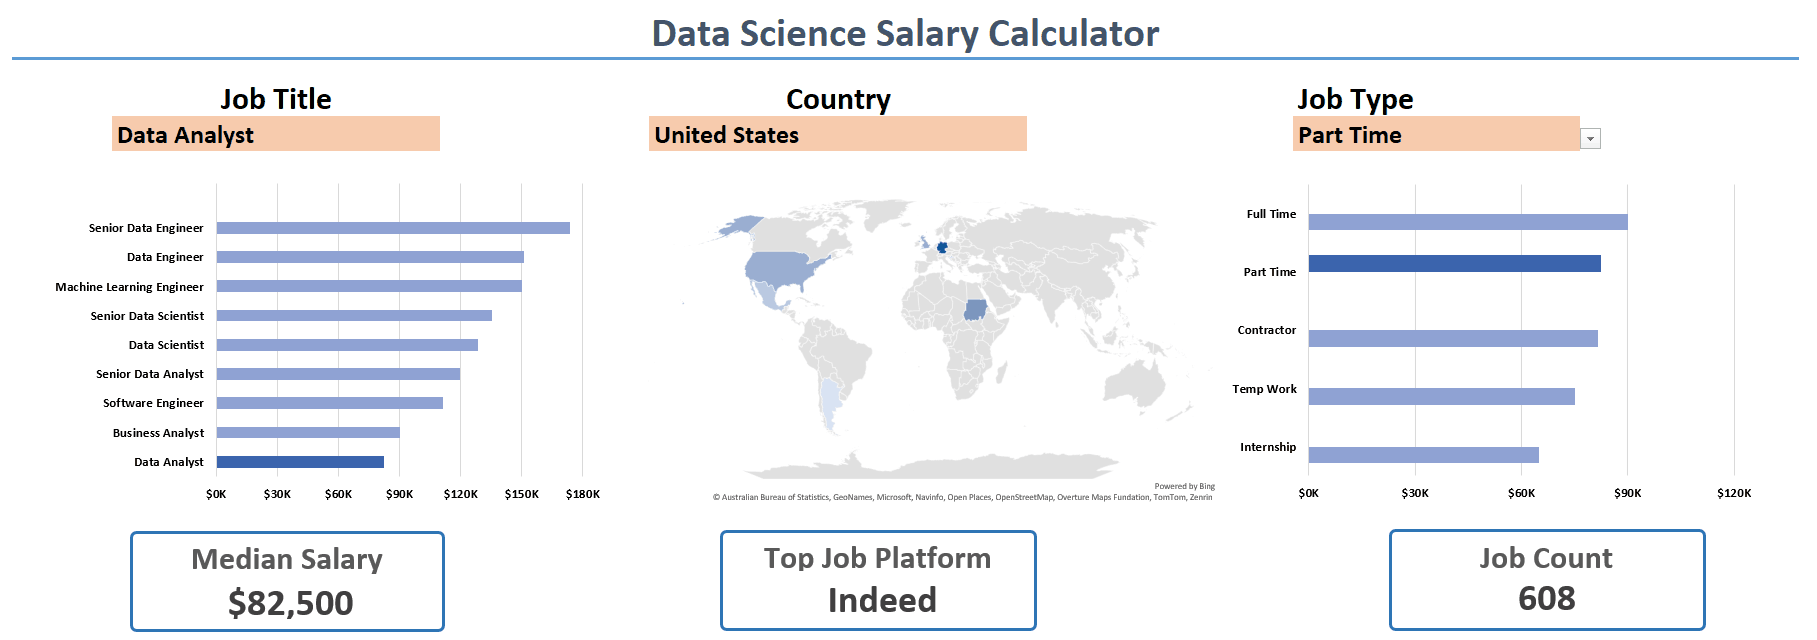 Data Science Salary Calculator
Job Title
Data Analyst
Country
United States
Job Type
Part Time
Senior Data Engineer
Data Engineer
Machine Learning Engineer
Senior Data Scientist
Data Scientist
Senior Data Analyst
Software Engineer
Business Analyst
Data Analyst
$0K $30K $60K $90K $120K $150K $180K
Powered by Bing
© Australian Bureau of Statistics, GeoNames, Microsoft, Navinfo, Open Places, OpenStreetMap, Overture Maps Fundation, TomTom, Zenrin
Full Time
Part Time
Contractor
Temp Work
Internship
$0K $30K $60K $90K $120K
Median Salary
$82,500
Top Job Platform
Indeed
Job Count
608